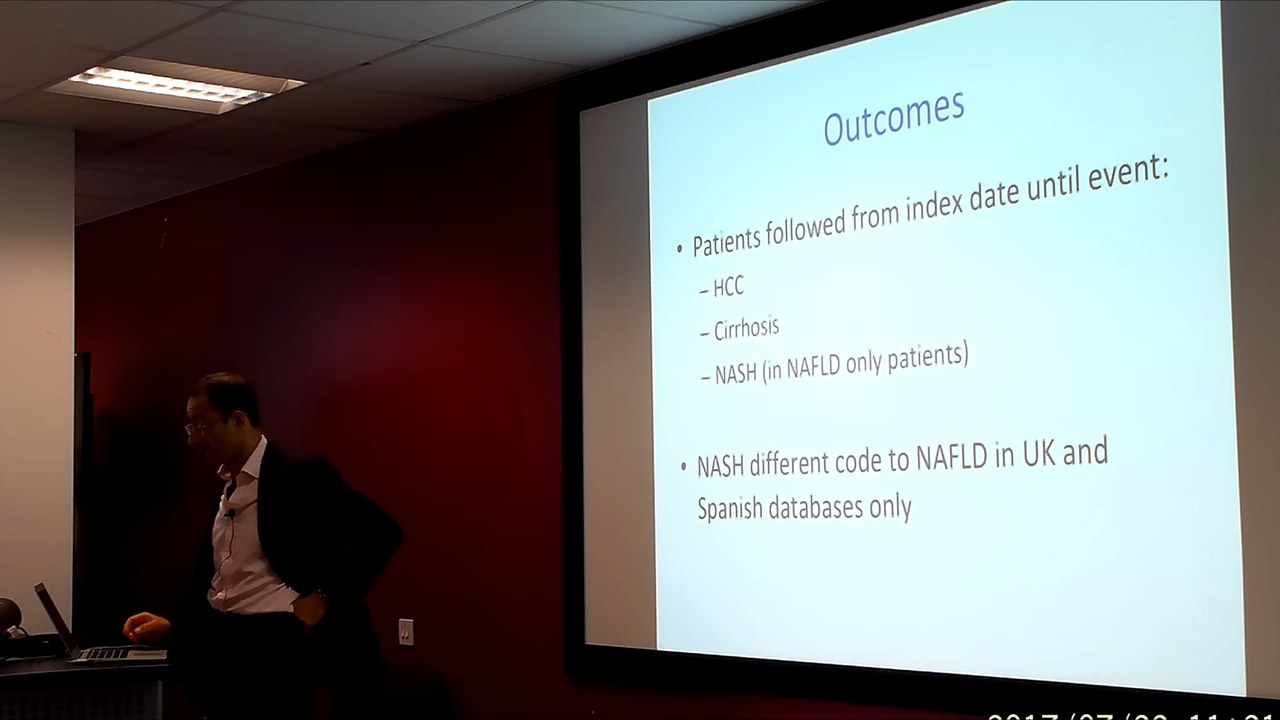 Outcomes
• Patients followed from index date until event:
– HCC
– Cirrhosis
– NASH (in NAFLD only patients)
• NASH different code to NAFLD in UK and
Spanish databases only